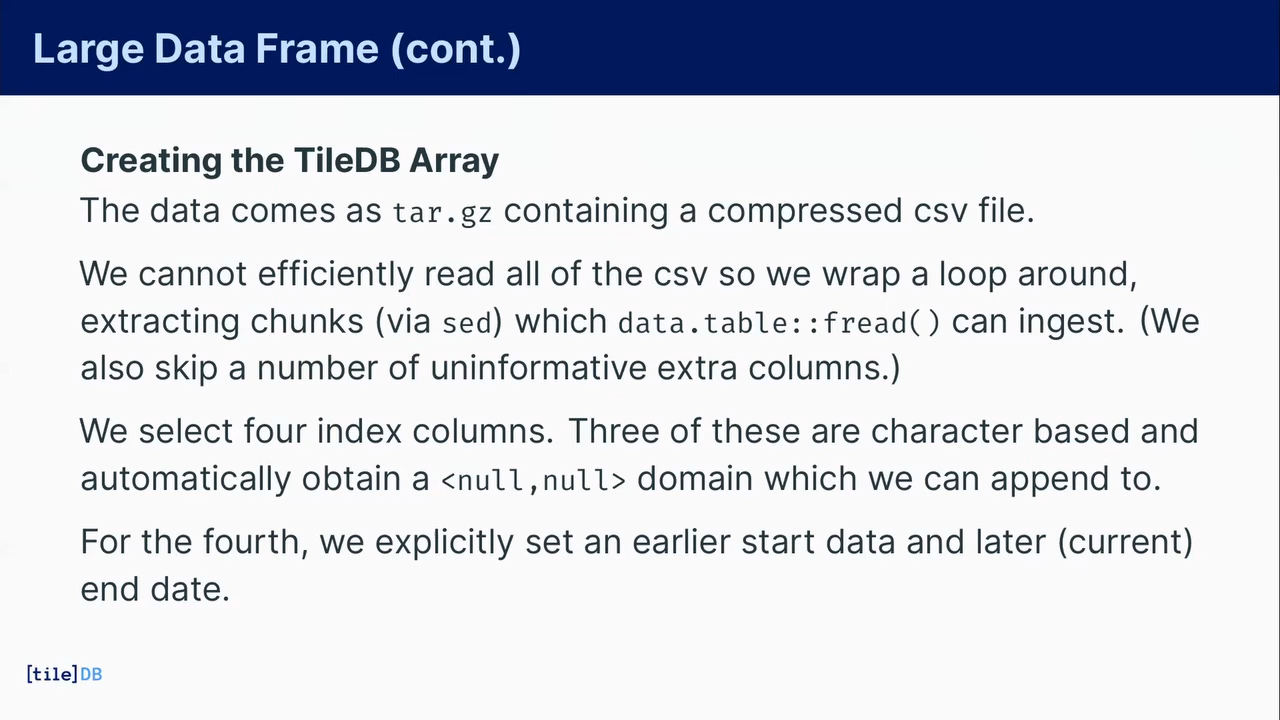 Large Data Frame (cont.)
Creating the TileDB Array
The data comes as tar.gz containing a compressed csv file.
We cannot efficiently read all of the csv so we wrap a loop around,
extracting chunks (via sed) which data.table::fread() can ingest. (We
also skip a number of uninformative extra columns.)
We select four index columns. Three of these are character based and
automatically obtain a <null,null> domain which we can append to.
For the fourth, we explicitly set an earlier start data and later (current)
end date.
[tile]DB